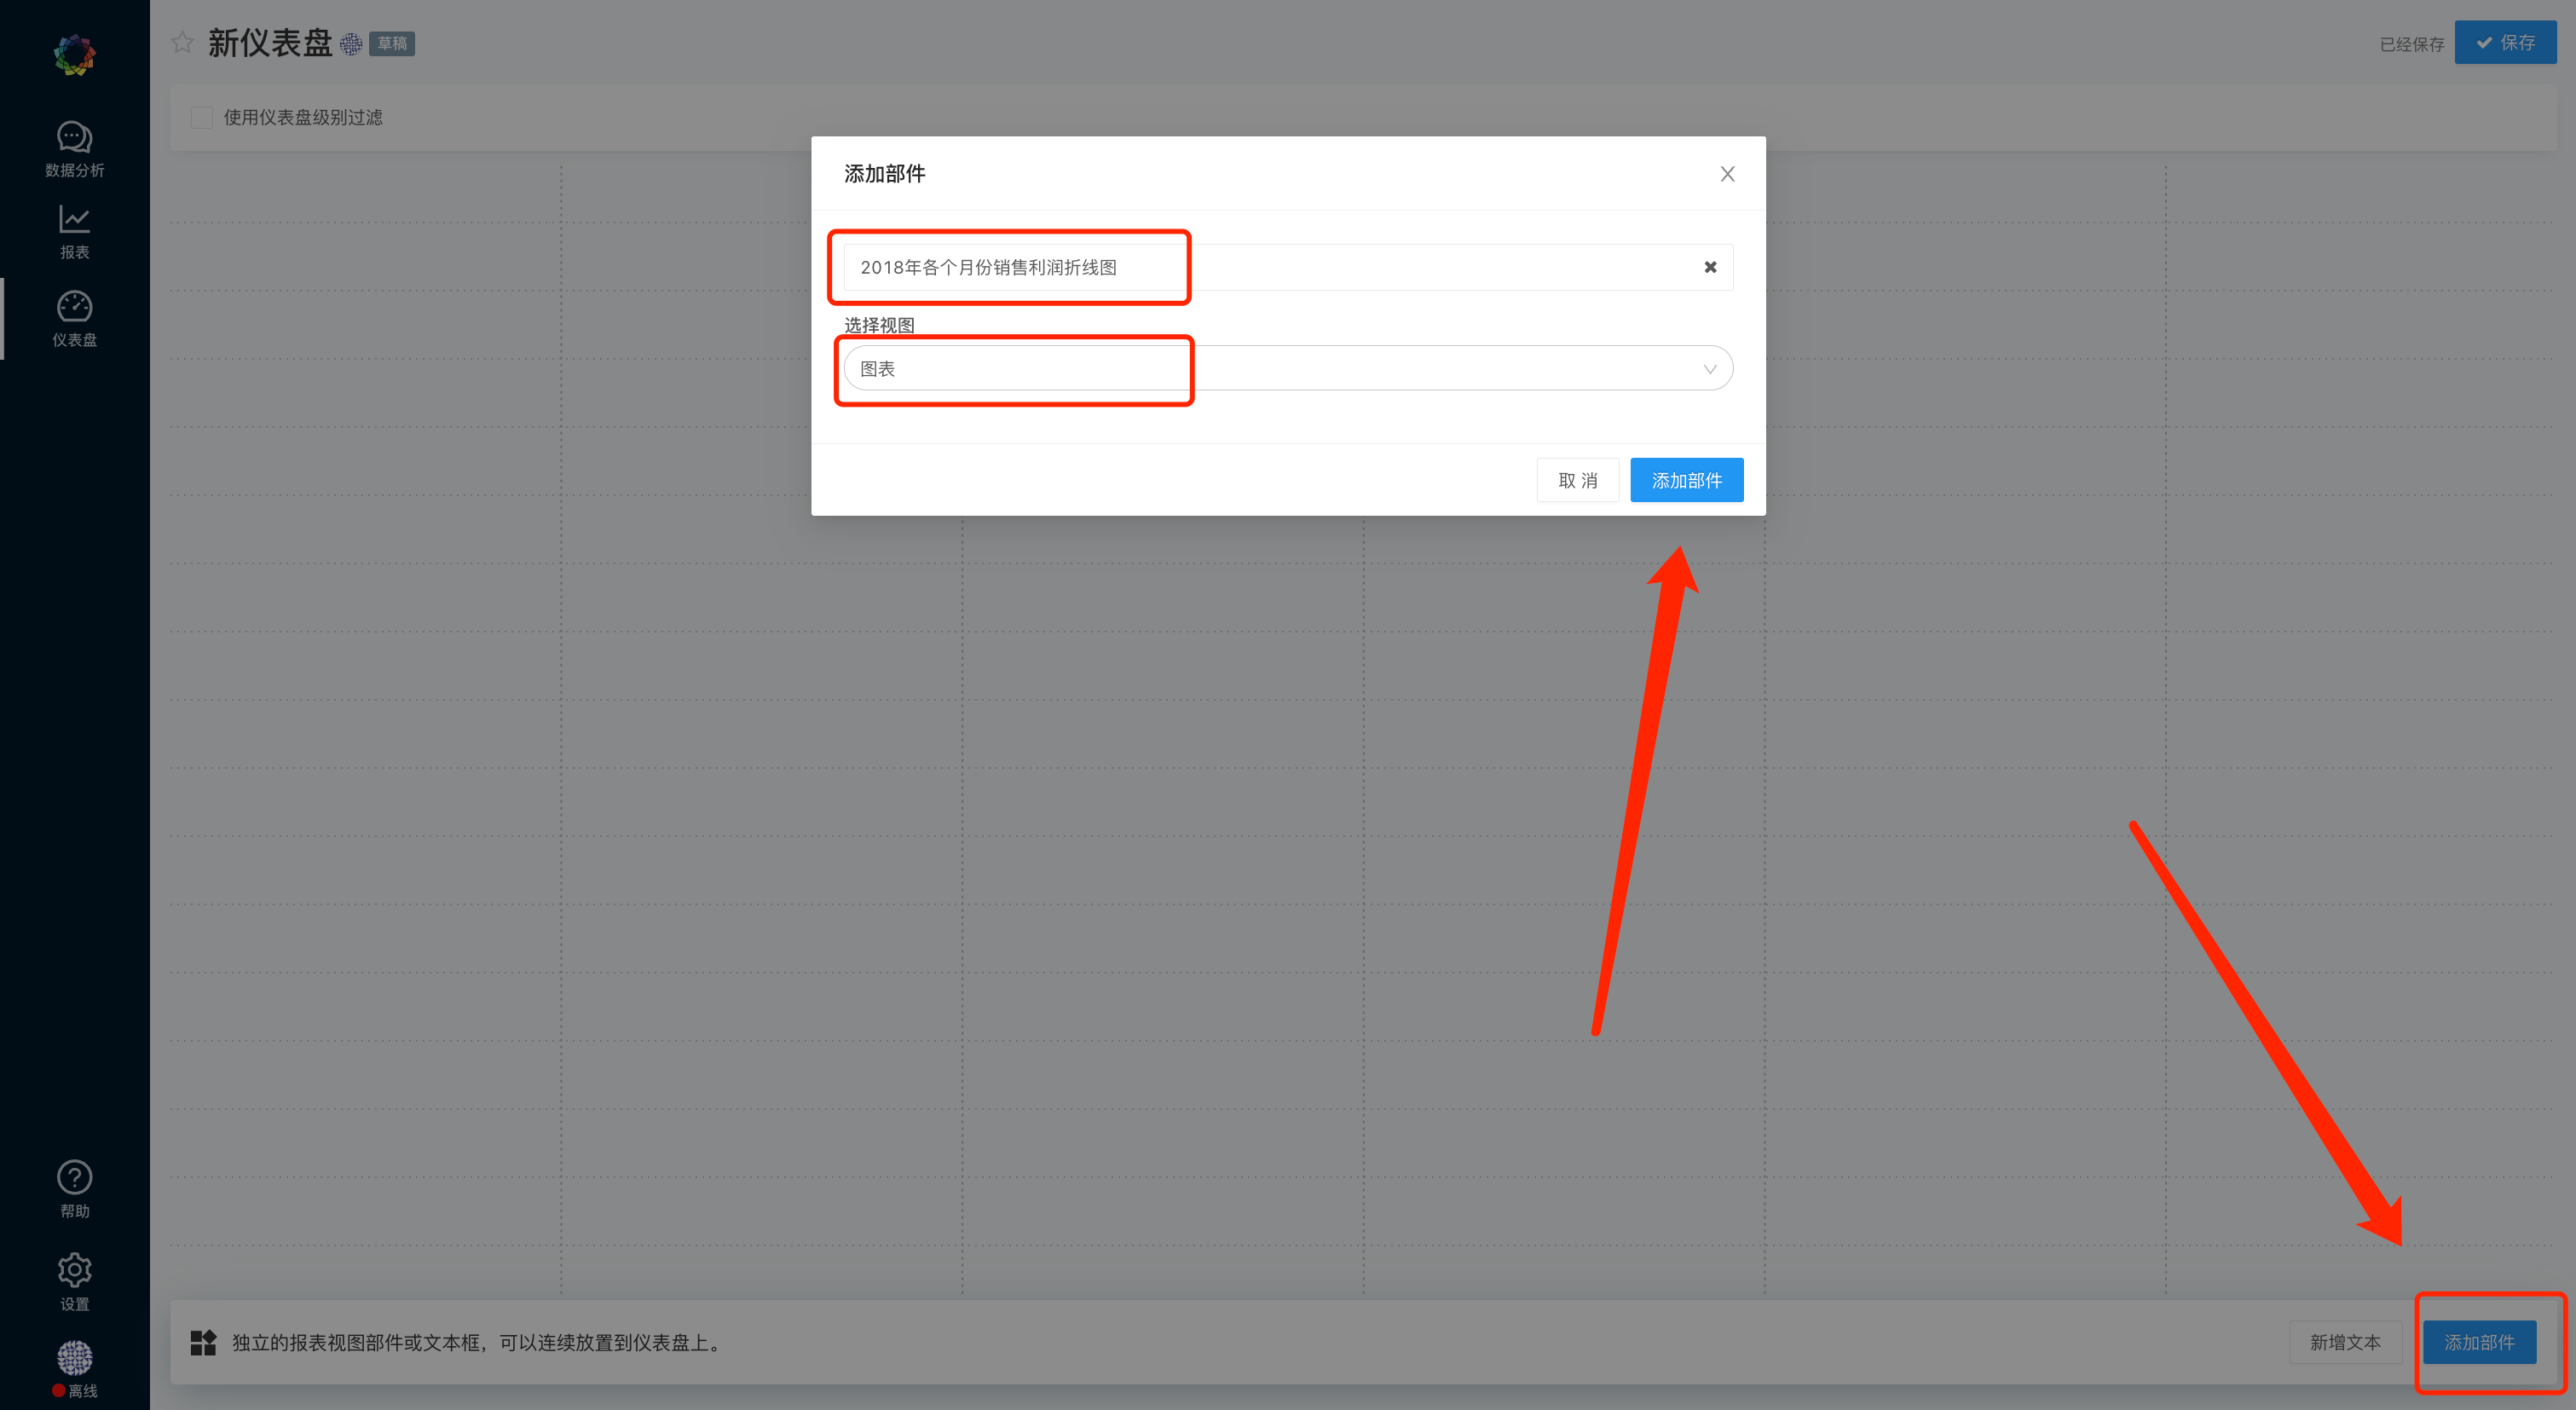 新仪表盘 草稿
已经保存 保存
使用仪表盘级别过滤
数据分析
报表
仪表盘
添加部件
2018年各个月份销售利润折线图
选择视图
图表
取 消 添加部件
帮助
设置
离线
独立的报表视图部件或文本框，可以连续放置到仪表盘上。
新增文本 添加部件